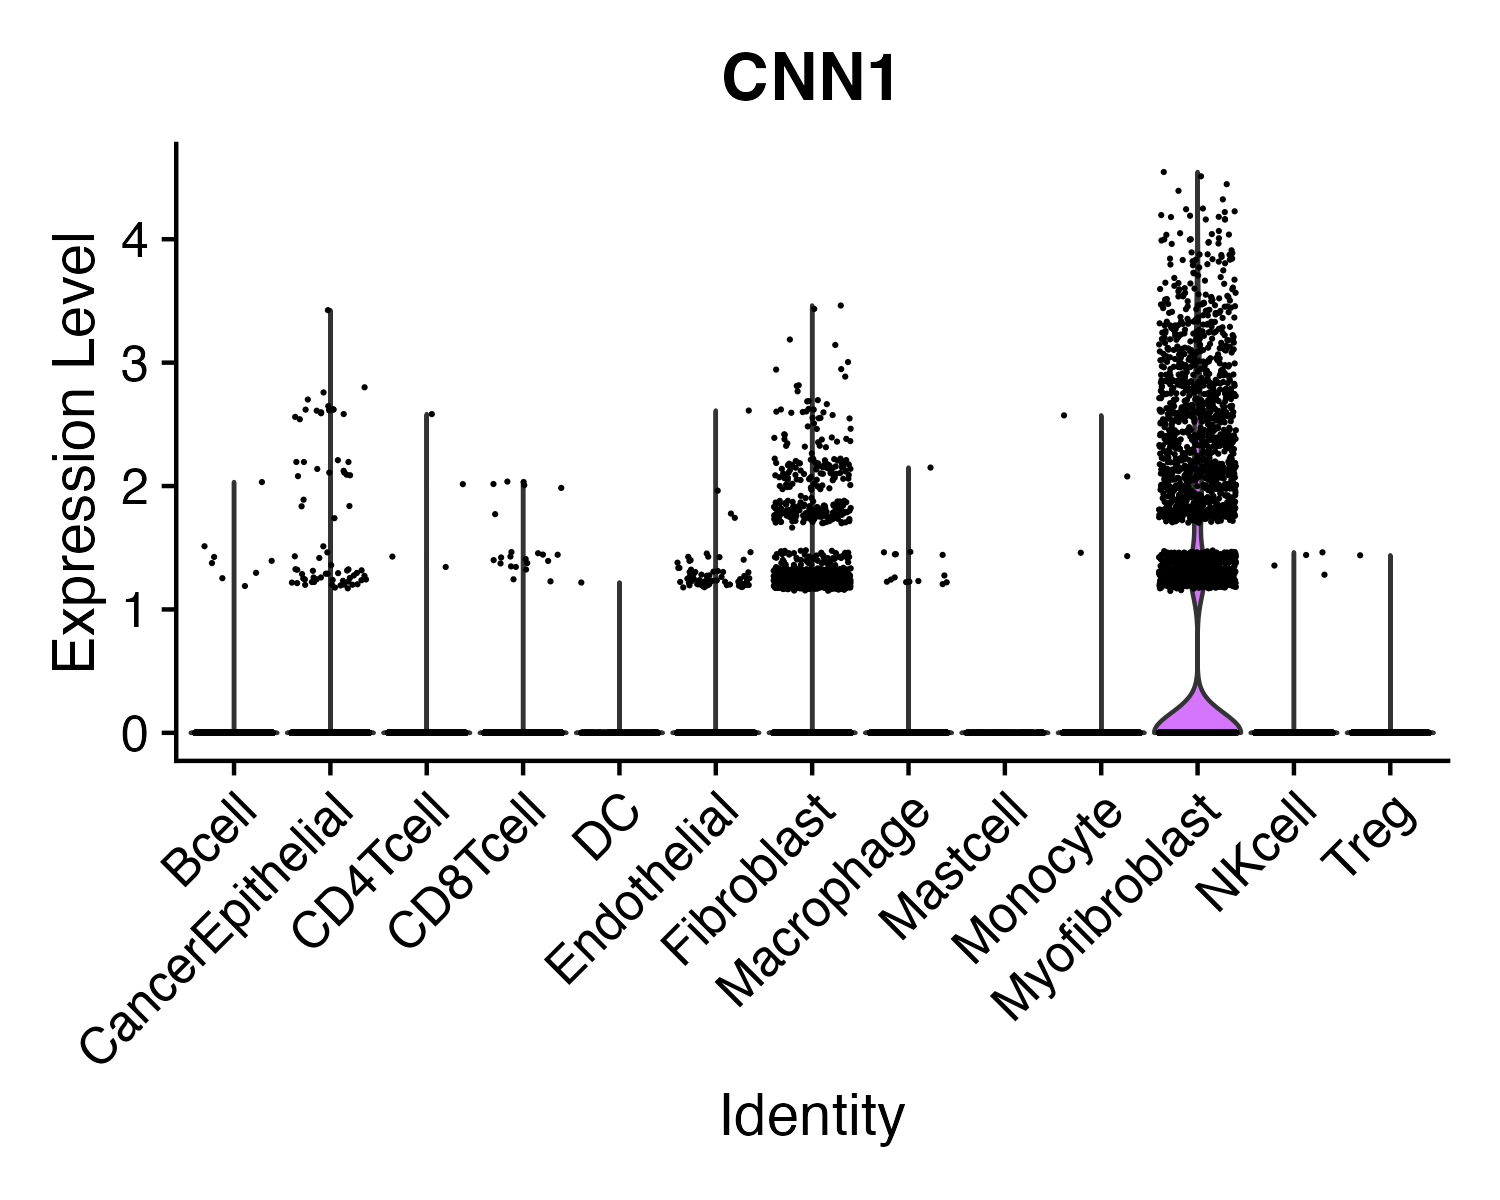 CNN1
Expression Level
4
3
2
1
0
Bcell
CancerEpithelial
CD4Tcell
CD8Tcell
DC
Endothelial
Fibroblast
Macrophage
Mastcell
Monocyte
Myofibroblast
NKcell
Treg
Identity